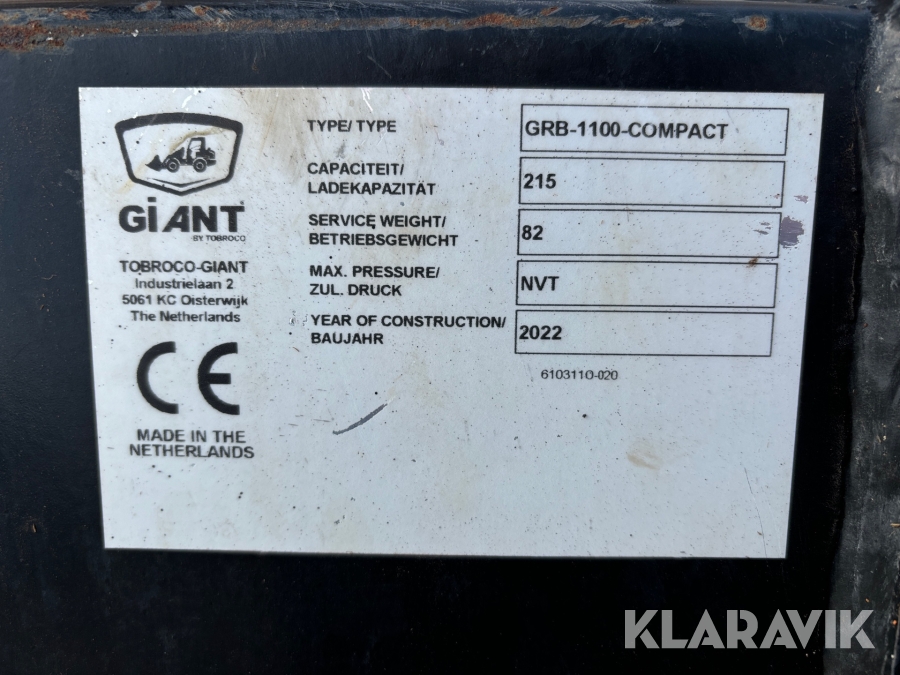 GiANT
BY TOBROCO
TOBROCO-GIANT
Industrielaan 2
5061 KC Oisterwijk
The Netherlands
CE
MADE IN THE
NETHERLANDS
TYPE/ TYPE
GRB-1100-COMPACT
CAPACITEIT/
LADEKAPAZITÄT
215
SERVICE WEIGHT/
BETRIEBSGEWICHT
82
MAX. PRESSURE/
ZUL. DRUCK
NVT
YEAR OF CONSTRUCTION/
BAUJAHR
2022
6103110-020
KLARAVIK